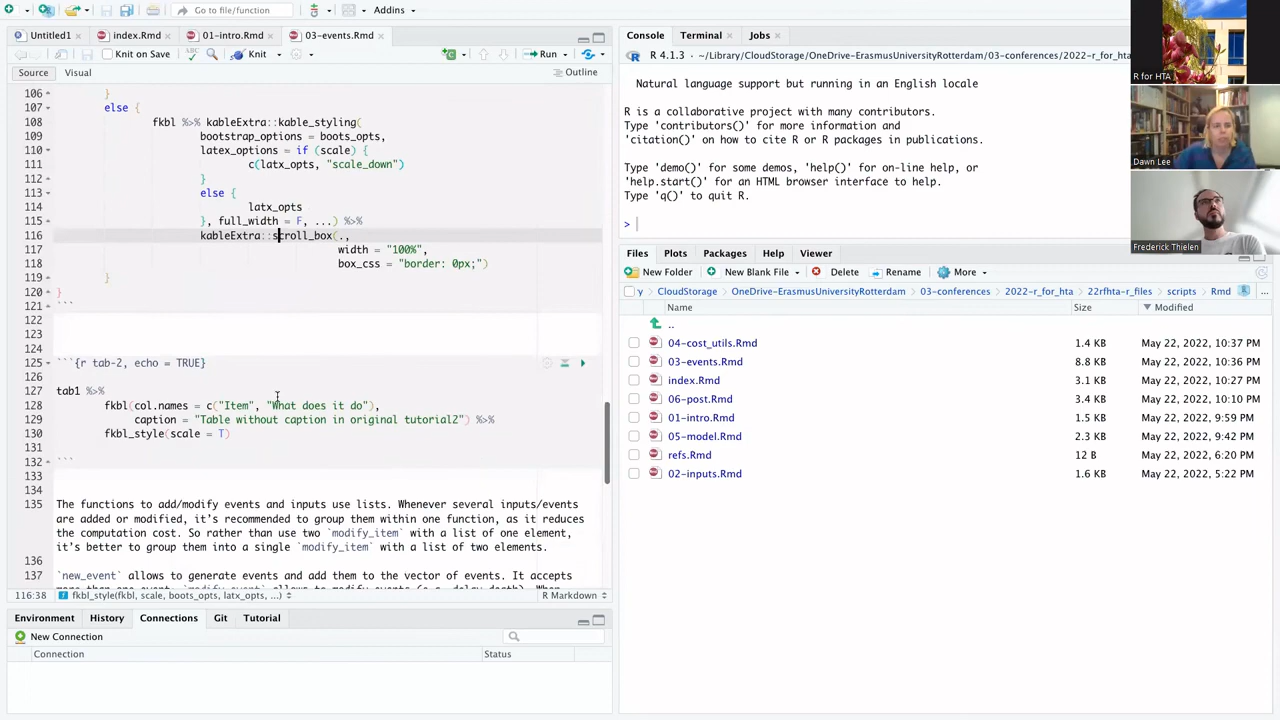 Go to file/function
Addins
Untitled1
index.Rmd
01-intro.Rmd
03-events.Rmd
Knit on Save
ABC
Knit
Run
Source
Visual
Outline
106 }
107 else {
108 fkbl %>% kableExtra::kable_styling(
109 bootstrap_options = boots_opts,
110 latex_options = if (scale) {
111 c(latx_opts, "scale_down")
112 }
113 else {
114 latx_opts
115 }, full_width = F, ...) %>%
116 kableExtra::scroll_box(.,
117 width = "100%",
118 box_css = "border: 0px;")
119 }
120 }
121 ```
122
123
124
125 ```{r tab-2, echo = TRUE}
126
127 tab1 %>%
128 fkbl(col.names = c("Item", "What does it do"),
129 caption = "Table without caption in original tutorial2") %>%
130 fkbl_style(scale = T)
131
132 ```
133
134
135 The functions to add/modify events and inputs use lists. Whenever several inputs/events
are added or modified, it's recommended to group them within one function, as it reduces
the computation cost. So rather than use two `modify_item` with a list of one element,
it's better to group them into a single `modify_item` with a list of two elements.
136
137 `new_event` allows to generate events and add them to the vector of events. It accepts
116:38 fkbl_style(fkbl, scale, boots_opts, latx_opts, ...)
R Markdown
Environment
History
Connections
Git
Tutorial
New Connection
Connection
Status
Console
Terminal
Jobs
R 4.1.3 · ~/Library/CloudStorage/OneDrive-ErasmusUniversityRotterdam/03-conferences/2022-r_for_hta
Natural language support but running in an English locale
R is a collaborative project with many contributors.
Type 'contributors()' for more information and
'citation()' on how to cite R or R packages in publications.
Type 'demo()' for some demos, 'help()' for on-line help, or
'help.start()' for an HTML browser interface to help.
Type 'q()' to quit R.
>
Files
Plots
Packages
Help
Viewer
New Folder
New Blank File
Delete
Rename
More
y
CloudStorage
OneDrive-ErasmusUniversityRotterdam
03-conferences
2022-r_for_hta
22rfhta-r_files
scripts
Rmd
...
Name
Size
Modified
..
04-cost_utils.Rmd 1.4 KB May 22, 2022, 10:37 PM
03-events.Rmd 8.8 KB May 22, 2022, 10:36 PM
index.Rmd 3.1 KB May 22, 2022, 10:27 PM
06-post.Rmd 3.4 KB May 22, 2022, 10:10 PM
01-intro.Rmd 1.5 KB May 22, 2022, 9:59 PM
05-model.Rmd 2.3 KB May 22, 2022, 9:42 PM
refs.Rmd 12 B May 22, 2022, 6:20 PM
02-inputs.Rmd 1.6 KB May 22, 2022, 5:22 PM
R for HTA
Dawn Lee
Frederick Thielen